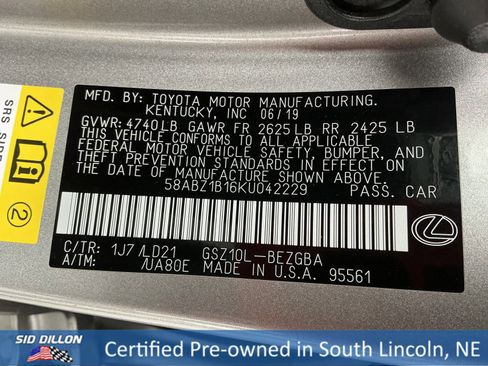 MFD. BY:
TOYOTA MOTOR MANUFACTURING.
KENTUCKY, INC 06/19
GVWR: 4740LB GAWR FR 2625LB RR 2425 LB
THIS VEHICLE CONFORMS TO ALL APPLICABLE
FEDERAL MOTOR VEHICLE SAFETY, BUMPER, AND
THEFT PREVENTION STANDARDS IN EFFECT ON
THE DATE OF MANUFACTURE SHOWN ABOVE.
58ABZ1B16KU042229 PASS. CAR
C/TR: 1J7/LD21 GSZ10L-BEZGBA
A/TM: /UA80E MADE IN U.S.A. 95561
SRS SIDE
2
SID DILLON
Certified Pre-owned in South Lincoln, NE